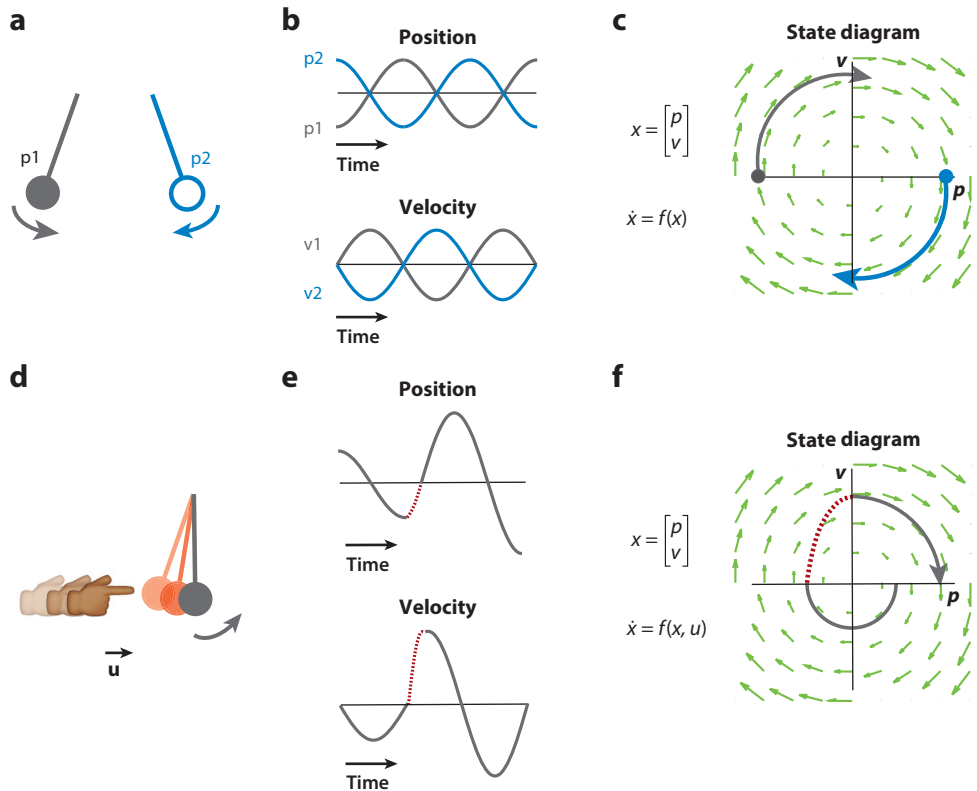 a
p1
p2
b
Position
p2
p1
Time
Velocity
v1
v2
Time
c
State diagram
v
p
x = [p v]
ẋ = f(x)
d
u
e
Position
Time
Velocity
Time
f
State diagram
v
p
x = [p v]
ẋ = f(x, u)